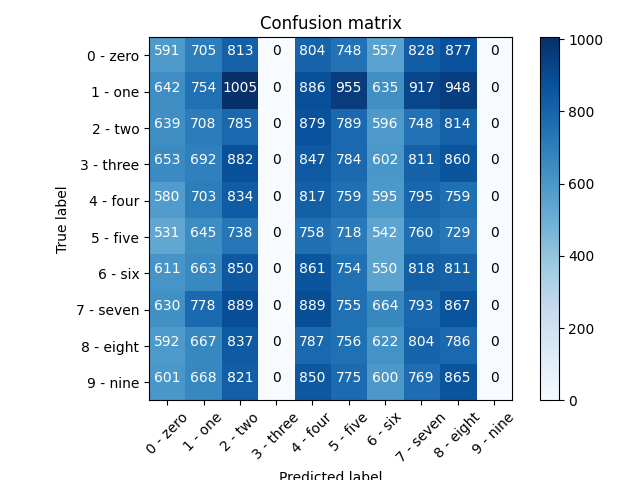 Confusion matrix
0 - zero 591 705 813 0 804 748 557 828 877 0
1 - one 642 754 1005 0 886 955 635 917 948 0
2 - two 639 708 785 0 879 789 596 748 814 0
3 - three 653 692 882 0 847 784 602 811 860 0
4 - four 580 703 834 0 817 759 595 795 759 0
5 - five 531 645 738 0 758 718 542 760 729 0
6 - six 611 663 850 0 861 754 550 818 811 0
7 - seven 630 778 889 0 889 755 664 793 867 0
8 - eight 592 667 837 0 787 756 622 804 786 0
9 - nine 601 668 821 0 850 775 600 769 865 0
True label
0 - zero 1 - one 2 - two 3 - three 4 - four 5 - five 6 - six 7 - seven 8 - eight 9 - nine
Predicted label
1000
800
600
400
200
0